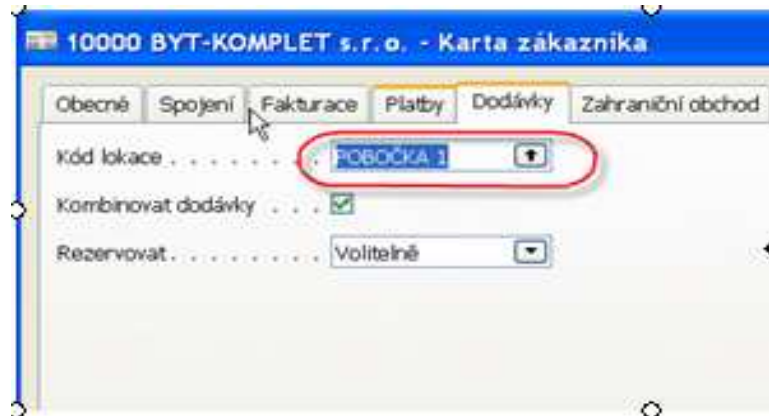 10000 BYT-KOMPLET s.r.o. - Karta zákazníka
Obecné Spojení Fakturace Platby Dodávky Zahraniční obchod
Kód lokace . . . . . . . . POBOČKA 1
Kombinovat dodávky . . . 
Rezervovat . . . . . . . . Volitelně